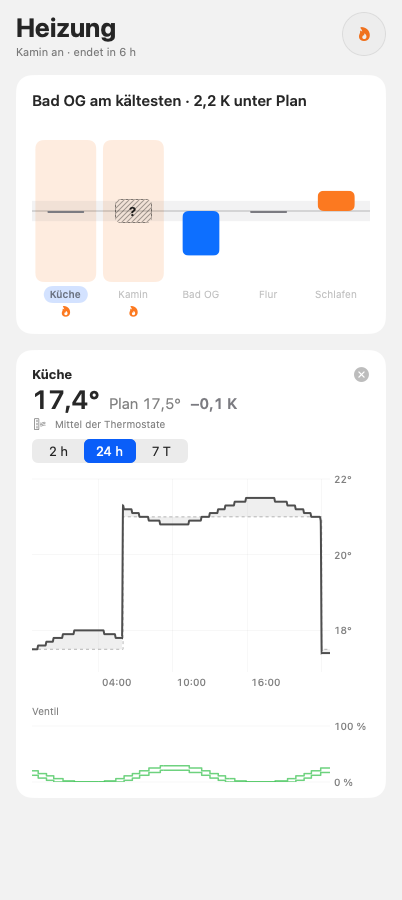 Heizung
Kamin an · endet in 6 h
Bad OG am kältesten · 2,2 K unter Plan
?
Küche Kamin Bad OG Flur Schlafen
Küche
17,4° Plan 17,5° −0,1 K
Mittel der Thermostate
2 h 24 h 7 T
22°
20°
18°
04:00 10:00 16:00
Ventil
100 %
0 %